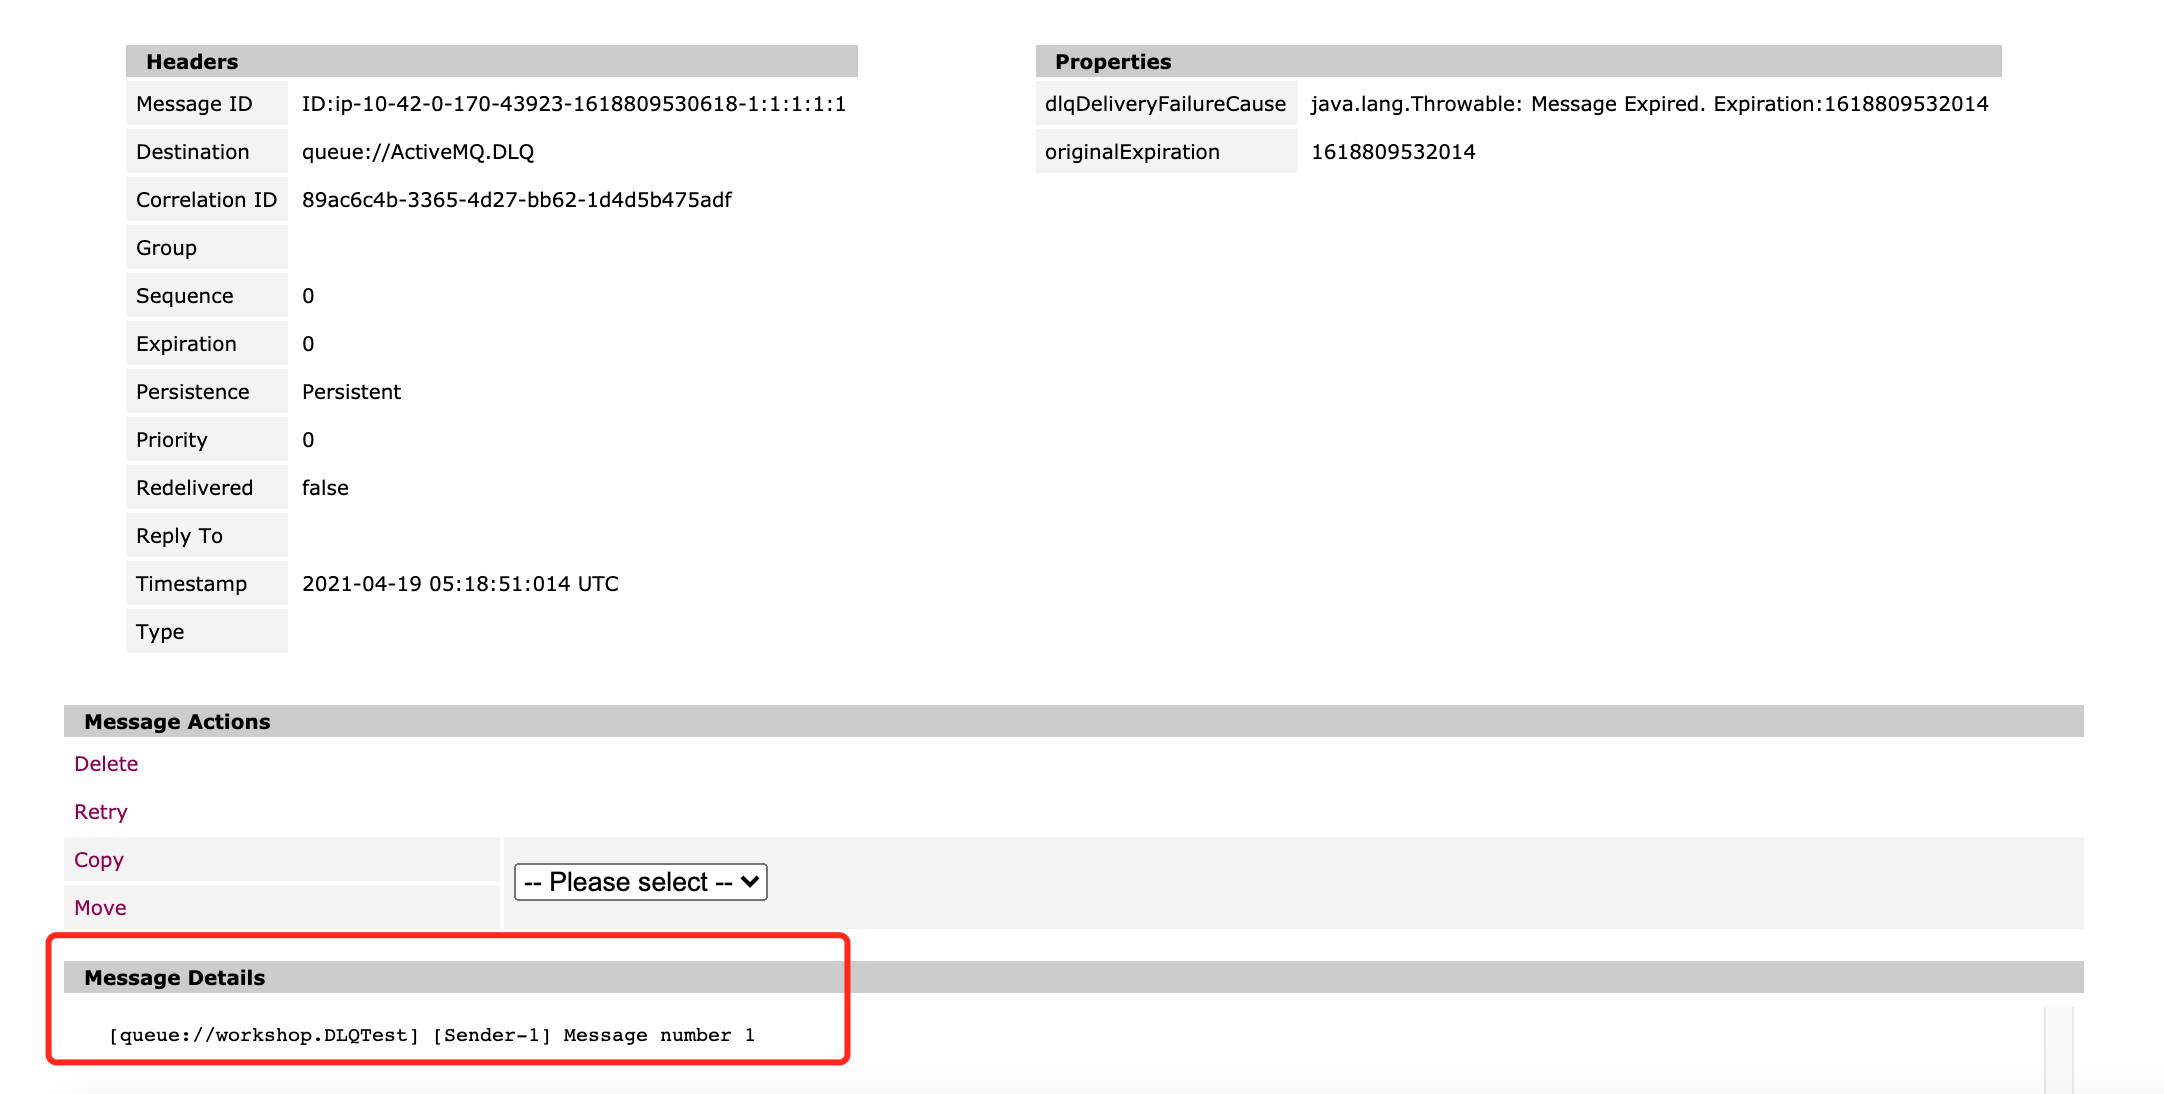 Headers
Message ID ID:ip-10-42-0-170-43923-1618809530618-1:1:1:1:1
Destination queue://ActiveMQ.DLQ
Correlation ID 89ac6c4b-3365-4d27-bb62-1d4d5b475adf
Group
Sequence 0
Expiration 0
Persistence Persistent
Priority 0
Redelivered false
Reply To
Timestamp 2021-04-19 05:18:51:014 UTC
Type
Properties
dlqDeliveryFailureCause java.lang.Throwable: Message Expired. Expiration:1618809532014
originalExpiration 1618809532014
Message Actions
Delete
Retry
Copy
-- Please select --
Move
Message Details
[queue://workshop.DLQTest] [Sender-1] Message number 1